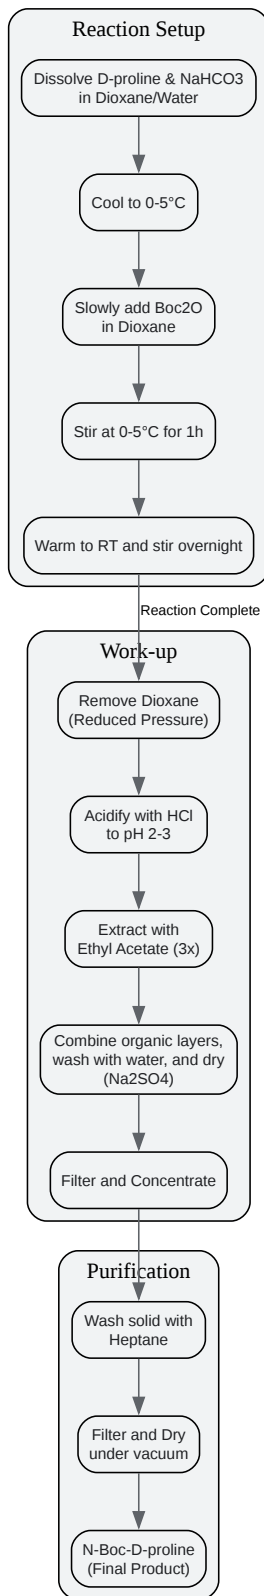 Reaction Setup
Dissolve D-proline & NaHCO3
in Dioxane/Water
Cool to 0-5°C
Slowly add Boc2O
in Dioxane
Stir at 0-5°C for 1h
Warm to RT and stir overnight
Reaction Complete
Work-up
Remove Dioxane
(Reduced Pressure)
Acidify with HCl
to pH 2-3
Extract with
Ethyl Acetate (3x)
Combine organic layers,
wash with water, and dry
(Na2SO4)
Filter and Concentrate
Purification
Wash solid with
Heptane
Filter and Dry
under vacuum
N-Boc-D-proline
(Final Product)